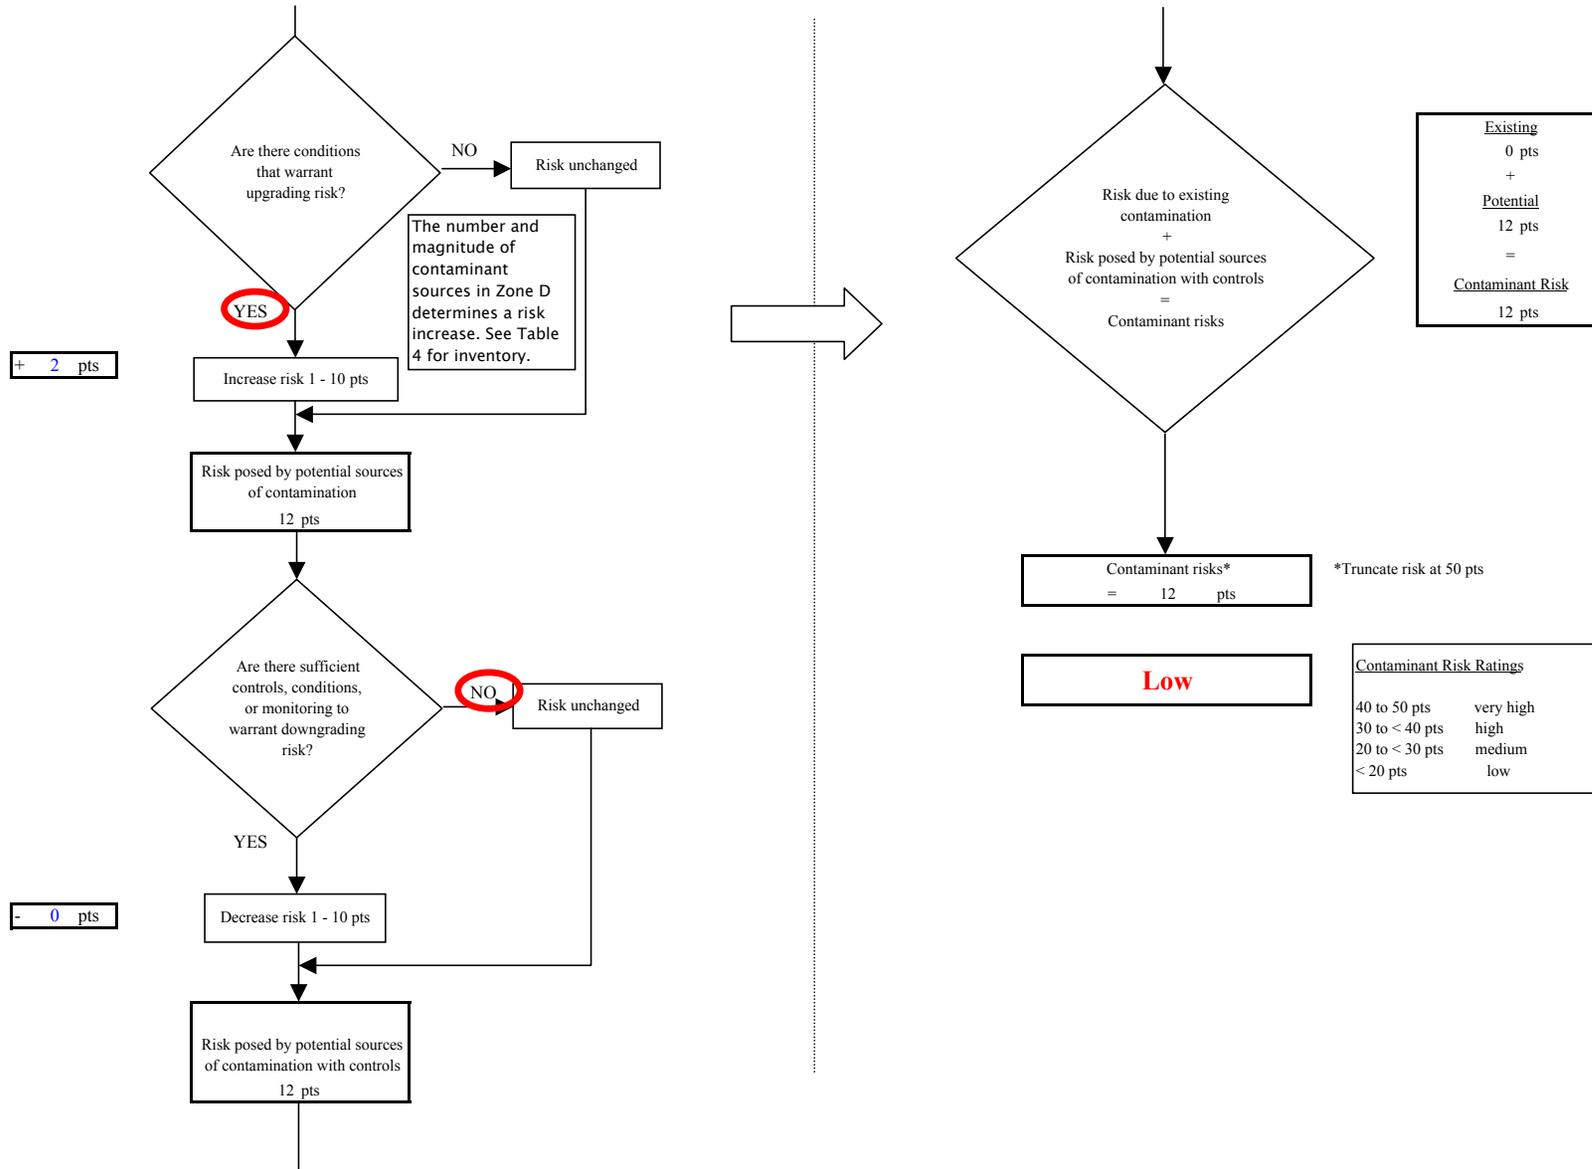 Are there conditions
that warrant
upgrading risk?
NO
Risk unchanged
The number and
magnitude of
contaminant
sources in Zone D
determines a risk
increase. See Table
4 for inventory.
YES
+ 2 pts
Increase risk 1 - 10 pts
Risk posed by potential sources
of contamination
12 pts
Are there sufficient
controls, conditions,
or monitoring to
warrant downgrading
risk?
NO
Risk unchanged
YES
- 0 pts
Decrease risk 1 - 10 pts
Risk posed by potential sources
of contamination with controls
12 pts
Risk due to existing
contamination
+
Risk posed by potential sources
of contamination with controls
=
Contaminant risks
Existing
0 pts
+
Potential
12 pts
=
Contaminant Risk
12 pts
Contaminant risks*
= 12 pts
*Truncate risk at 50 pts
Low
Contaminant Risk Ratings
40 to 50 pts very high
30 to < 40 pts high
20 to < 30 pts medium
< 20 pts low